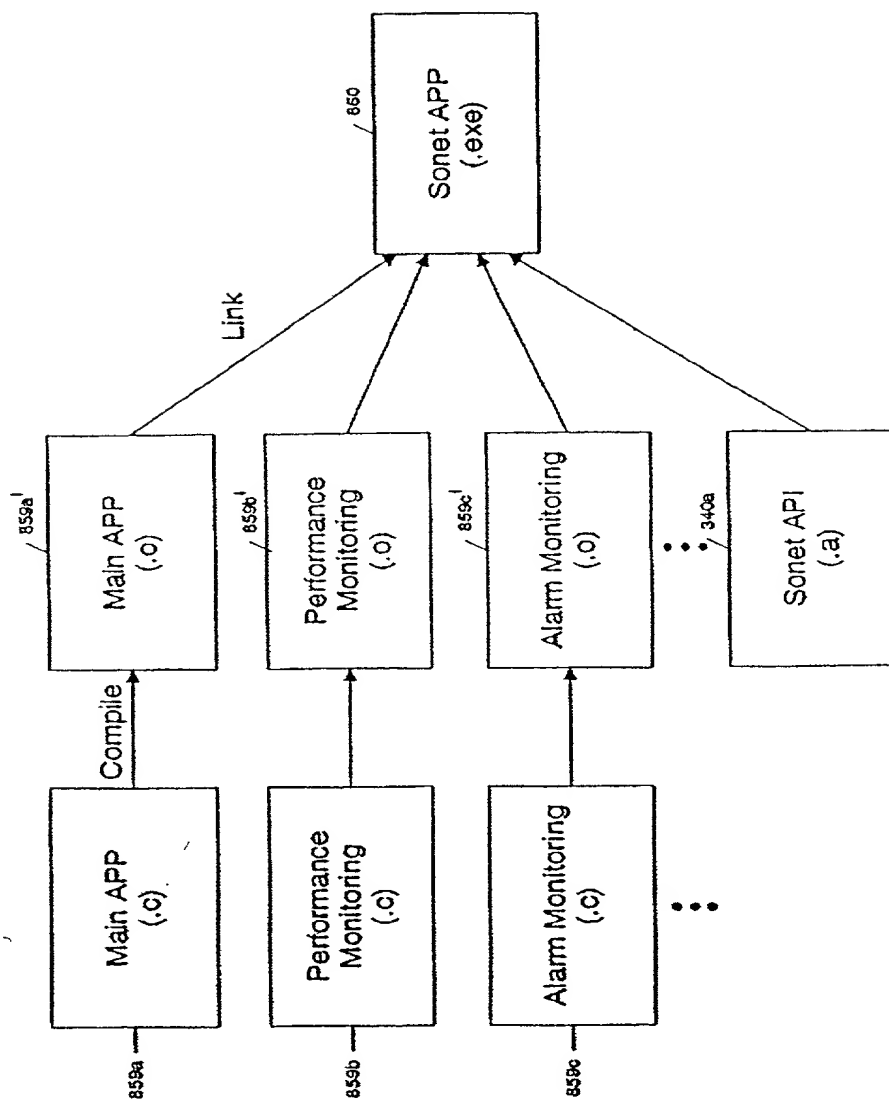 859a
Main APP
(.c)
Compile
859a'
Main APP
(.o)
Link
859b
Performance
Monitoring
(.c)
859b'
Performance
Monitoring
(.o)
859c
Alarm Monitoring
(.c)
859c'
Alarm Monitoring
(.o)
340a
Sonet API
(.a)
860
Sonet APP
(.exe)